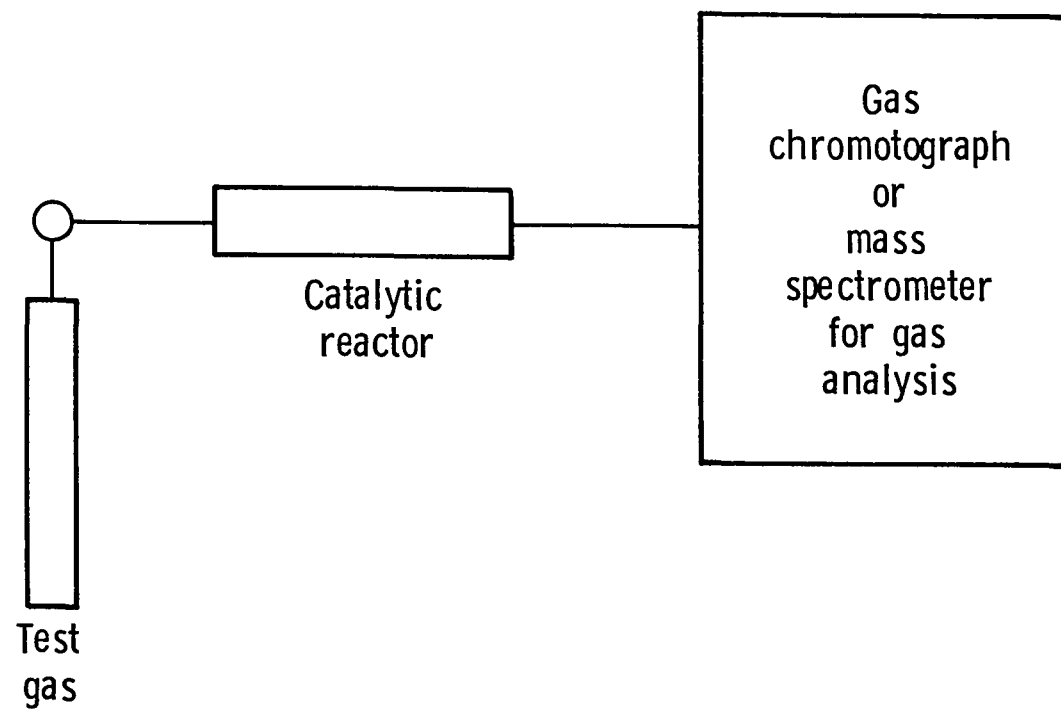 Test
gas
Catalytic
reactor
Gas
chromotograph
or
mass
spectrometer
for gas
analysis